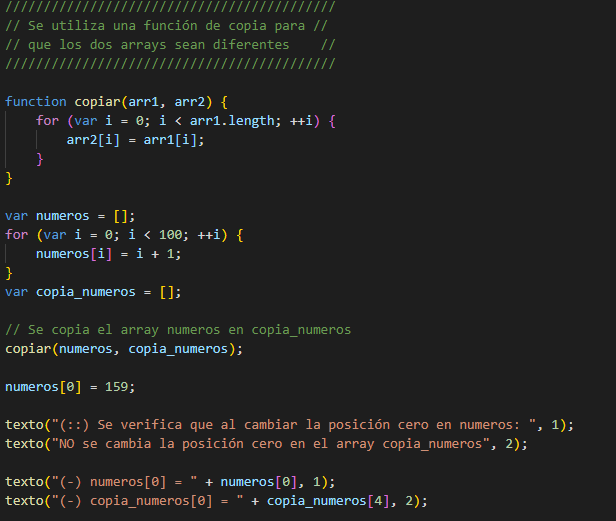 ////////////////////////////////////////////
// Se utiliza una función de copia para //
// que los dos arrays sean diferentes    //
////////////////////////////////////////////
function copiar(arr1, arr2) {
    for (var i = 0; i < arr1.length; ++i) {
        arr2[i] = arr1[i];
    }
}
var numeros = [];
for (var i = 0; i < 100; ++i) {
    numeros[i] = i + 1;
}
var copia_numeros = [];
// Se copia el array numeros en copia_numeros
copiar(numeros, copia_numeros);
numeros[0] = 159;
texto("(::) Se verifica que al cambiar la posición cero en numeros: ", 1);
texto("NO se cambia la posición cero en el array copia_numeros", 2);
texto("(-) numeros[0] = " + numeros[0], 1);
texto("(-) copia_numeros[0] = " + copia_numeros[4], 2);